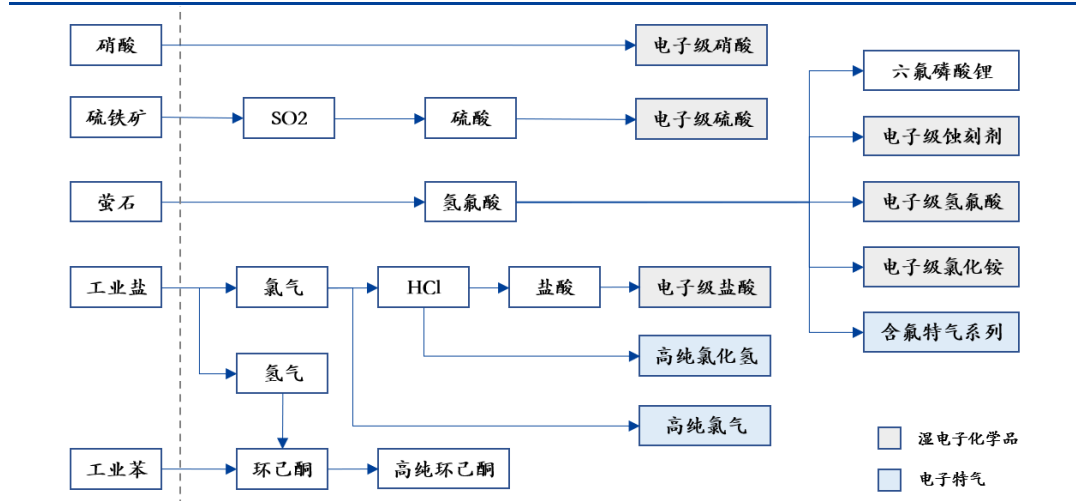 硝酸
电子级硝酸
六氟磷酸锂
硫铁矿
SO2
硫酸
电子级硫酸
电子级蚀刻剂
萤石
氢氟酸
电子级氢氟酸
电子级氯化铵
工业盐
氯气
HCl
盐酸
电子级盐酸
含氟特气系列
高纯氯化氢
氢气
高纯氯气
湿电子化学品
工业苯
环己酮
高纯环己酮
电子特气